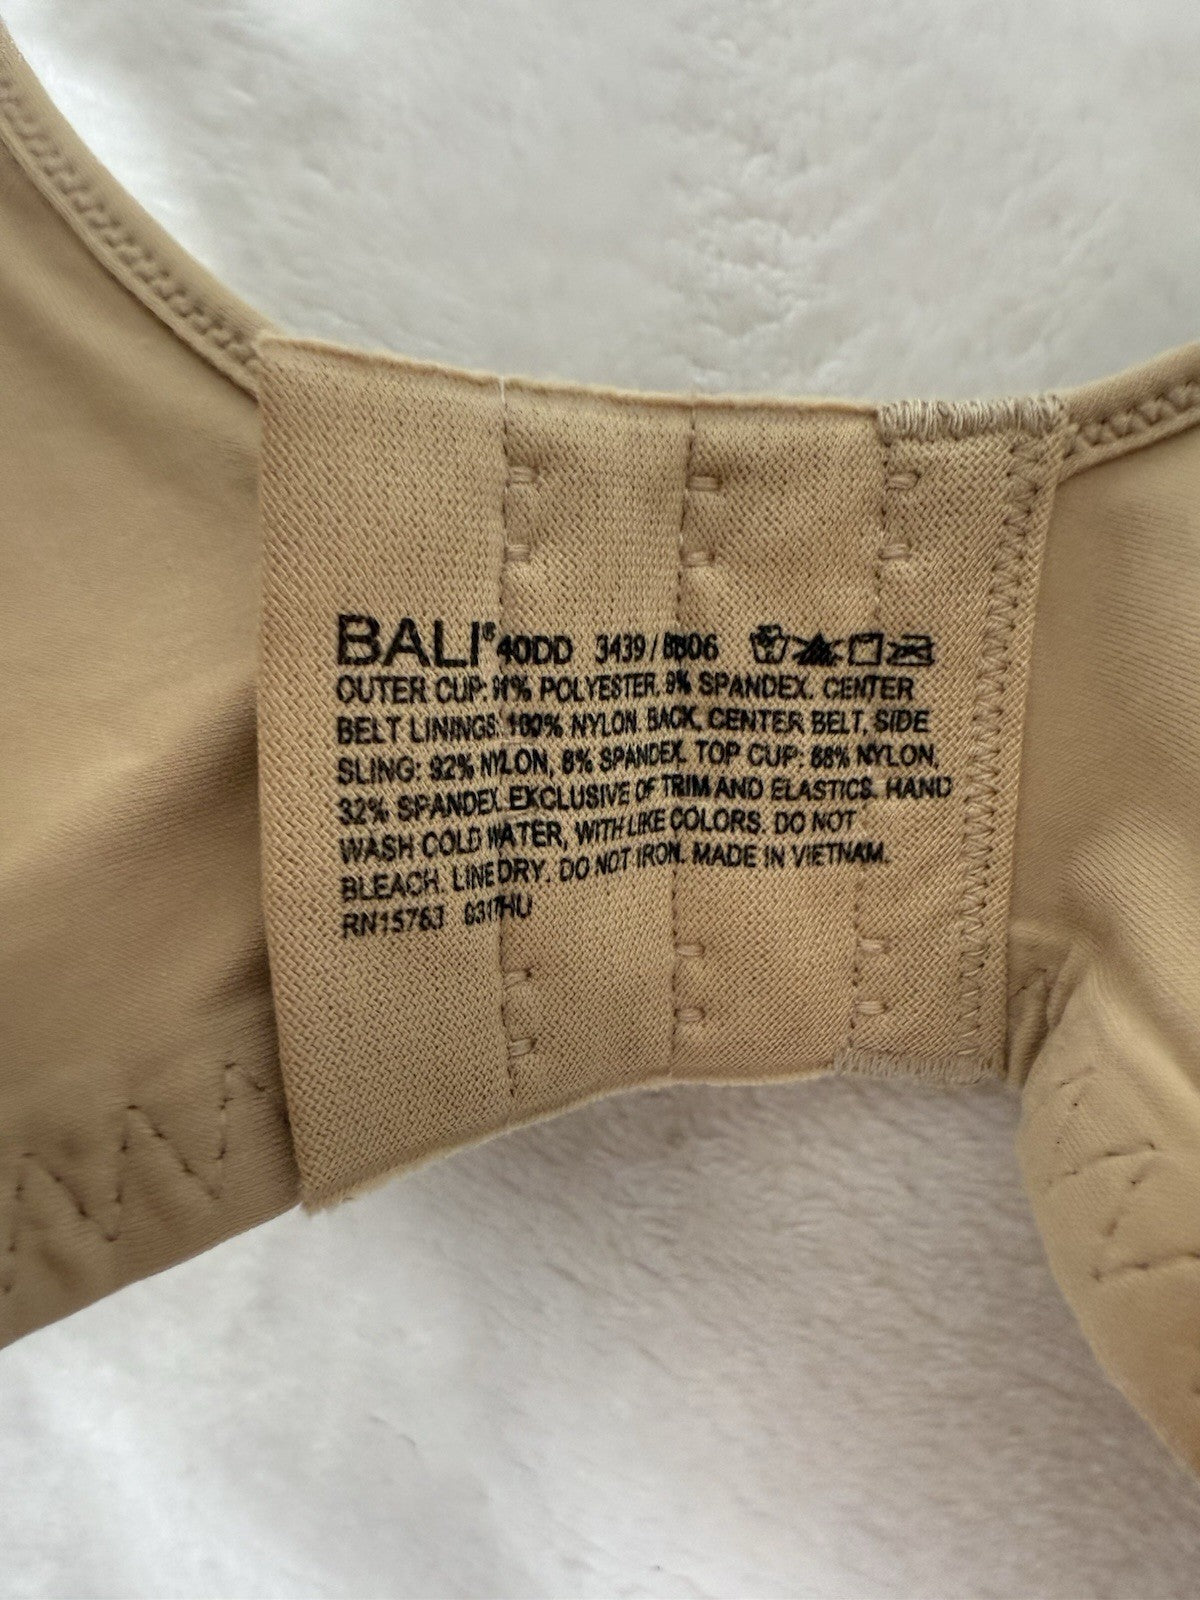 BALI® 40DD 3439 /
OUTER CUP: 91% POLYESTER, 9% SPANDEX. CENTER
BELT LININGS: 100% NYLON. BACK, CENTER BELT, SIDE
SLING: 92% NYLON, 8% SPANDEX. TOP CUP: 68% NYLON,
32% SPANDEX. EXCLUSIVE OF TRIM AND ELASTICS. HAND
WASH COLD WATER, WITH LIKE COLORS. DO NOT
BLEACH. LINE DRY. DO NOT IRON. MADE IN VIETNAM.
RN15763